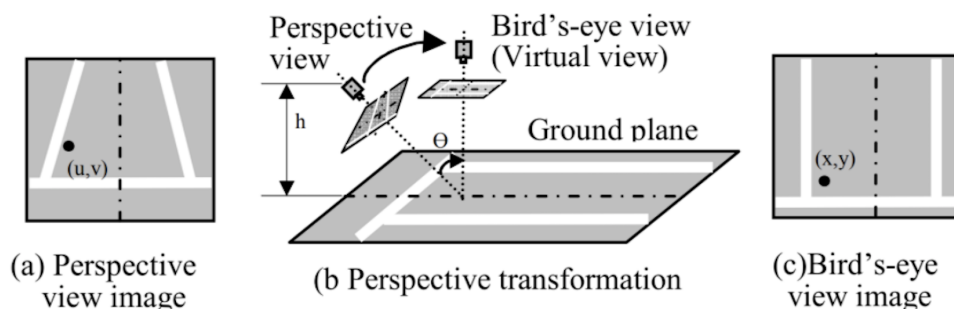 Perspective
view
Bird's-eye view
(Virtual view)
h
Ground plane
Θ
(u,v)
(x,y)
(a) Perspective
view image
(b) Perspective transformation
(c)Bird's-eye
view image